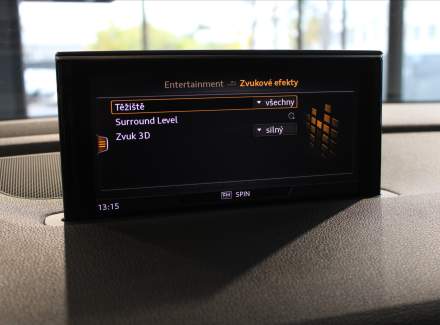 Entertainment Zvukové efekty
Těžiště všechny
Surround Level
Zvuk 3D silný
SPIN
13:15